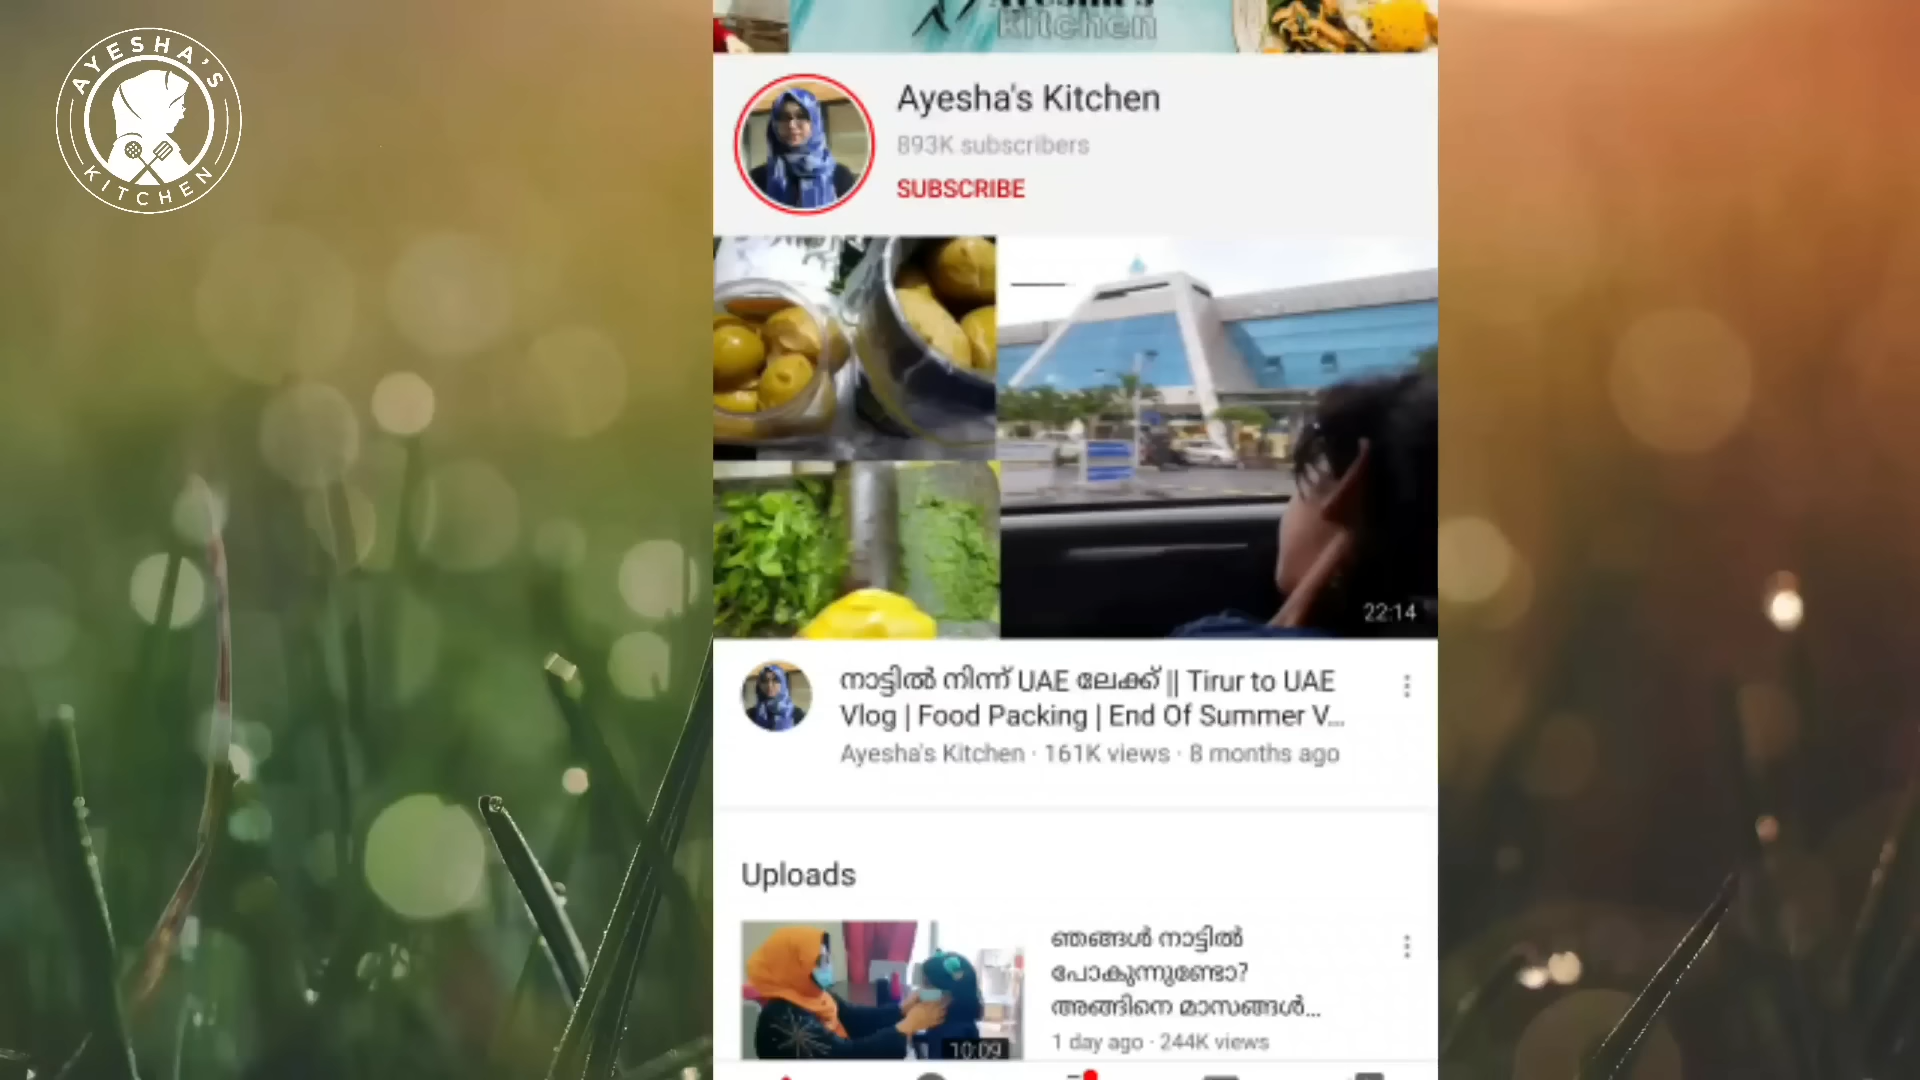 AYESHA'S
KITCHEN
kitchen
Ayesha's Kitchen
893K subscribers
SUBSCRIBE
22:14
നാട്ടിൽ നിന്ന് UAE ലേക്ക് || Tirur to UAE
Vlog | Food Packing | End Of Summer V...
Ayesha's Kitchen · 161K views · 8 months ago
Uploads
ഞങ്ങൾ നാട്ടിൽ
പോകുന്നുണ്ടോ?
അങ്ങിനെ മാസങ്ങൾ...
10:09
1 day ago · 244K views